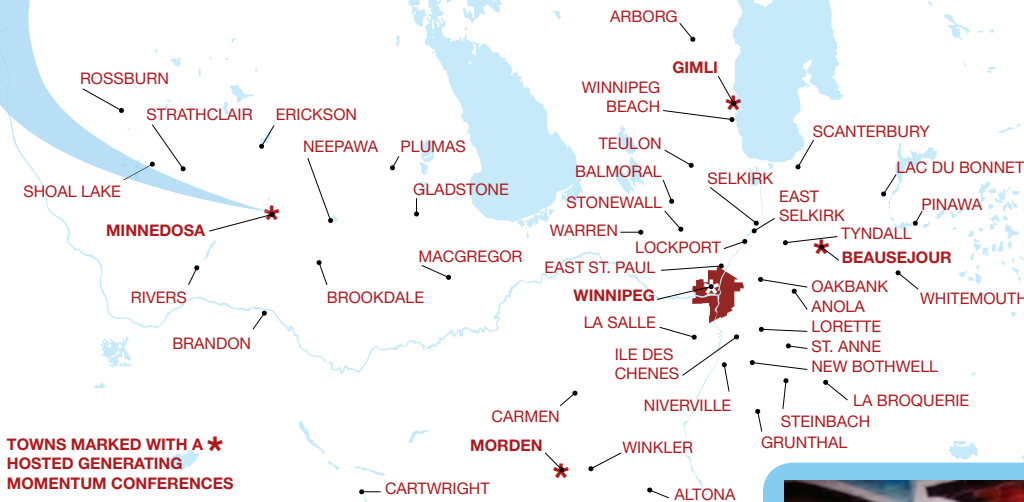 ARBORG
GIMLI
WINNIPEG
BEACH
ROSSBURN
STRATHCLAIR
ERICKSON
NEEPAWA
PLUMAS
TEULON
SCANTERBURY
BALMORAL
SELKIRK
LAC DU BONNET
SHOAL LAKE
GLADSTONE
STONEWALL
EAST
SELKIRK
PINAWA
MINNEDOSA
WARREN
LOCKPORT
TYNDALL
BEAUSEJOUR
MACGREGOR
EAST ST. PAUL
RIVERS
BROOKDALE
WINNIPEG
OAKBANK
WHITEMOUTH
ANOLA
BRANDON
LA SALLE
LORETTE
ILE DES
CHENES
ST. ANNE
NEW BOTHWELL
NIVERVILLE
LA BROQUERIE
CARMEN
STEINBACH
GRUNTHAL
MORDEN
WINKLER
CARTWRIGHT
ALTONA
TOWNS MARKED WITH A *
HOSTED GENERATING
MOMENTUM CONFERENCES